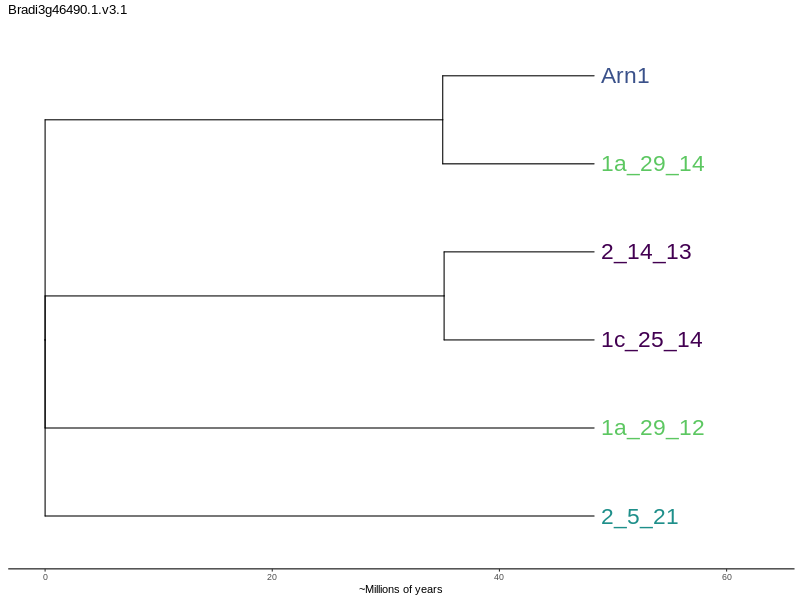 Bradi3g46490.1.v3.1
Arn1
1a_29_14
2_14_13
1c_25_14
1a_29_12
2_5_21
0 20 40 60
~Millions of years